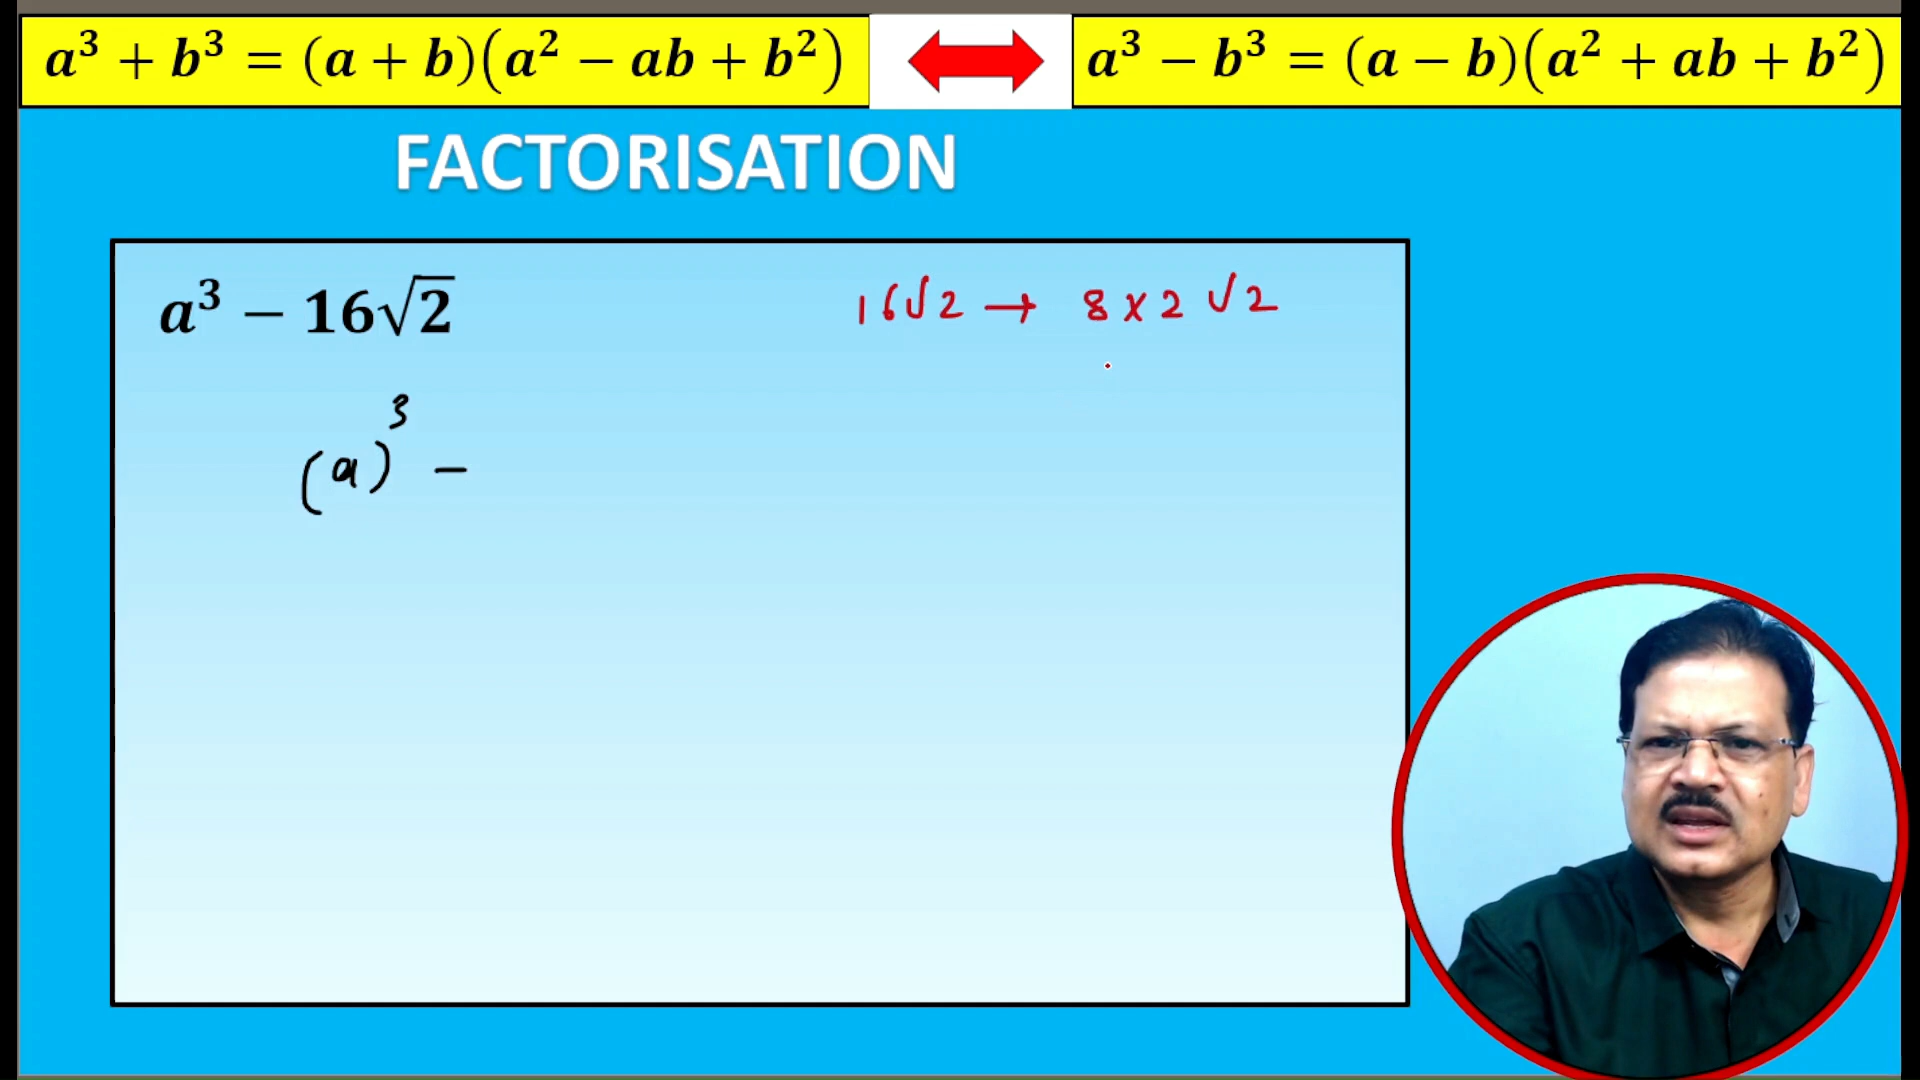 a³ + b³ = (a + b)(a² − ab + b²)
a³ − b³ = (a − b)(a² + ab + b²)
FACTORISATION
a³ − 16√2
16√2 → 8 × 2 √2
(a)³ −